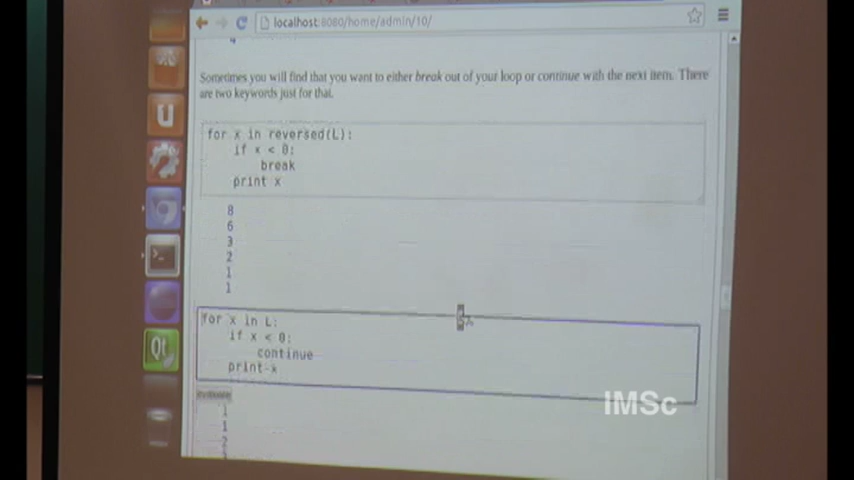 localhost:8080/home/admin/10/
Sometimes you will find that you want to either break out of your loop or continue with the next item. There
are two keywords just for that.
for x in reversed(L):
if x < 0:
break
print x
8
6
3
2
1
1
for x in L:
if x < 0:
continue
print x
evaluate
1
1
2
3
IMSc